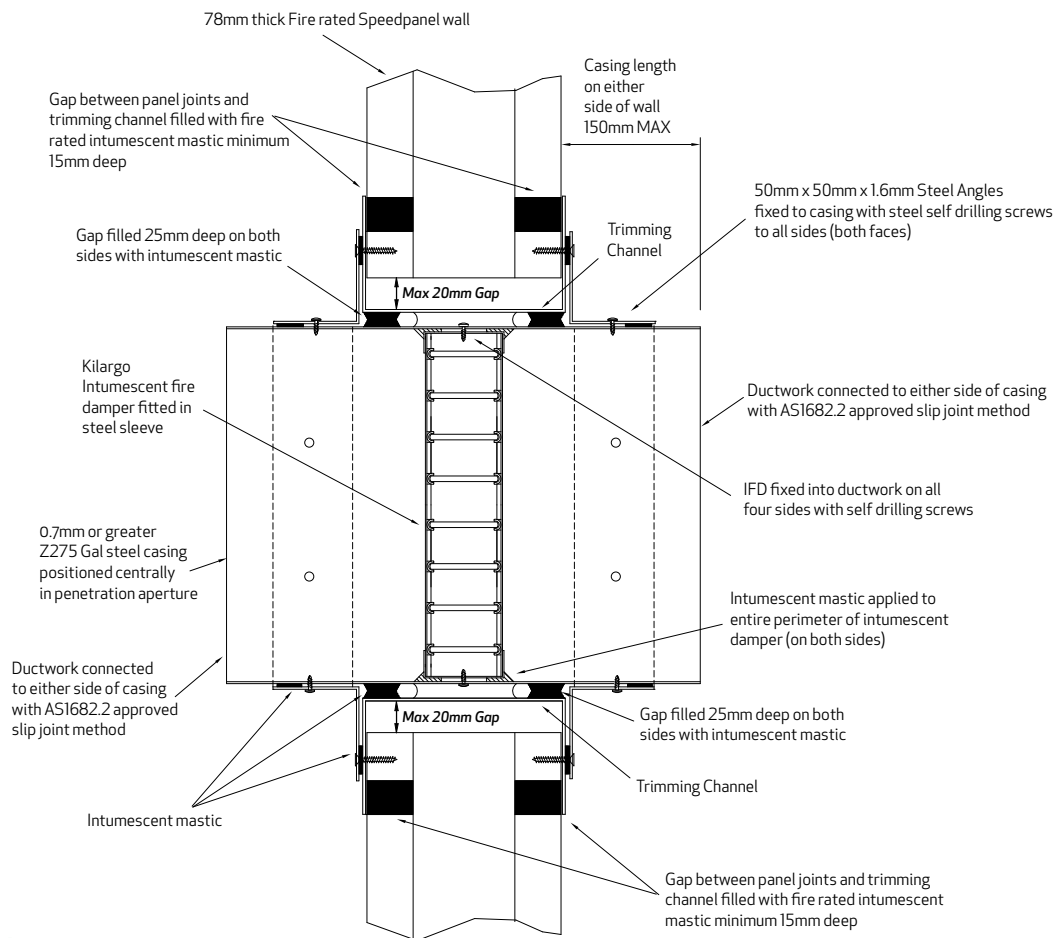 78mm thick Fire rated Speedpanel wall
Casing length
on either
side of wall
150mm MAX
Gap between panel joints and
trimming channel filled with fire
rated intumescent mastic minimum
15mm deep
50mm x 50mm x 1.6mm Steel Angles
fixed to casing with steel self drilling screws
to all sides (both faces)
Gap filled 25mm deep on both
sides with intumescent mastic
Trimming
Channel
Max 20mm Gap
Kilargo
Intumescent fire
damper fitted in
steel sleeve
Ductwork connected to either side of casing
with AS1682.2 approved slip joint method
IFD fixed into ductwork on all
four sides with self drilling screws
0.7mm or greater
Z275 Gal steel casing
positioned centrally
in penetration aperture
Intumescent mastic applied to
entire perimeter of intumescent
damper (on both sides)
Ductwork connected
to either side of casing
with AS1682.2 approved
slip joint method
Max 20mm Gap
Gap filled 25mm deep on both
sides with intumescent mastic
Trimming Channel
Intumescent mastic
Gap between panel joints and trimming
channel filled with fire rated intumescent
mastic minimum 15mm deep